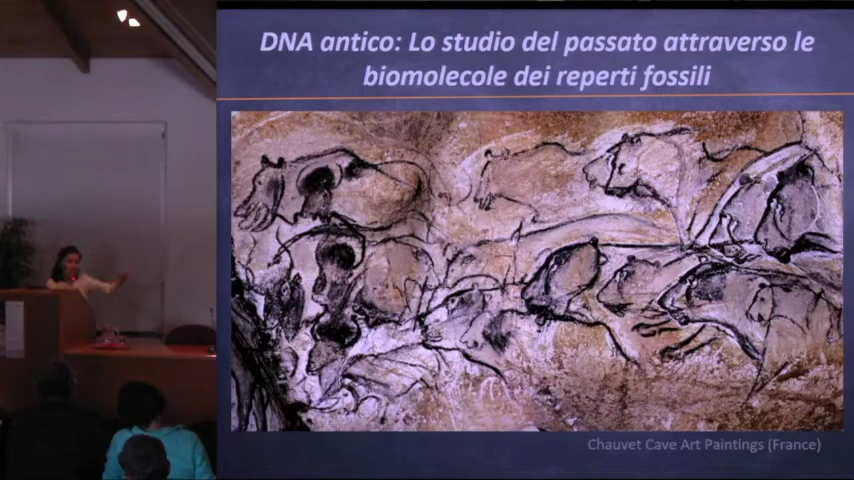 DNA antico: Lo studio del passato attraverso le
biomolecole dei reperti fossili
Chauvet Cave Art Paintings (France)